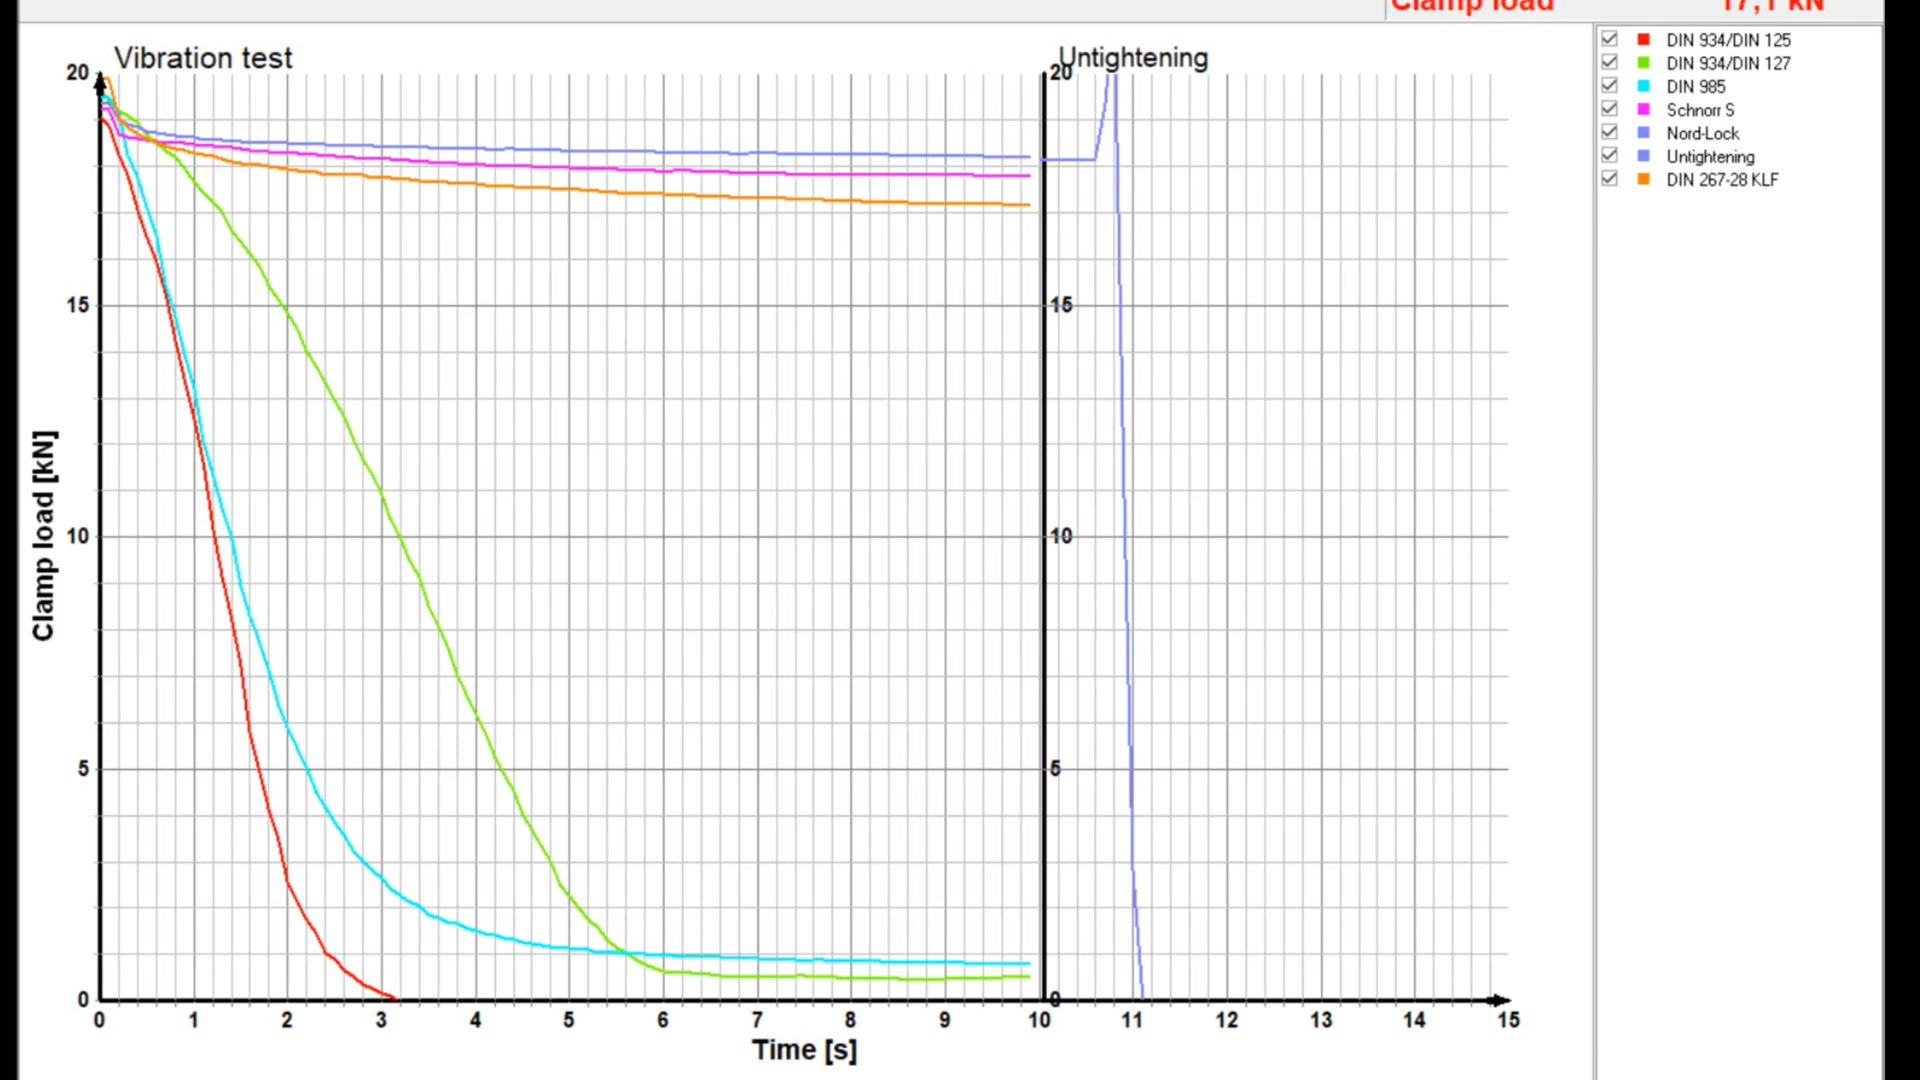 Clamp load 17,1 kN
Vibration test
Untightening
DIN 934/DIN 125
DIN 934/DIN 127
DIN 985
Schnorr S
Nord-Lock
Untightening
DIN 267-28 KLF
20
15
10
5
0
20
15
10
5
0
Clamp load [kN]
0 1 2 3 4 5 6 7 8 9 10 11 12 13 14 15
Time [s]